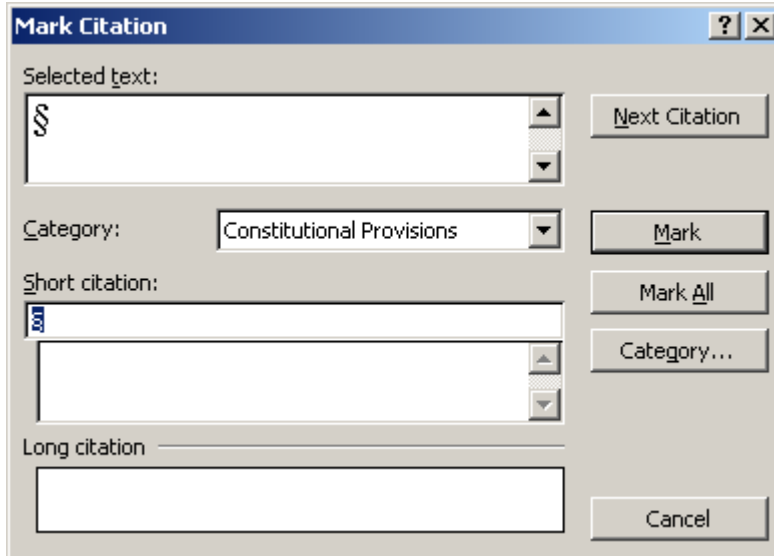 Mark Citation
Selected text:
§
Next Citation
Category:
Constitutional Provisions
Mark
Short citation:
§
Mark All
Category...
Long citation
Cancel